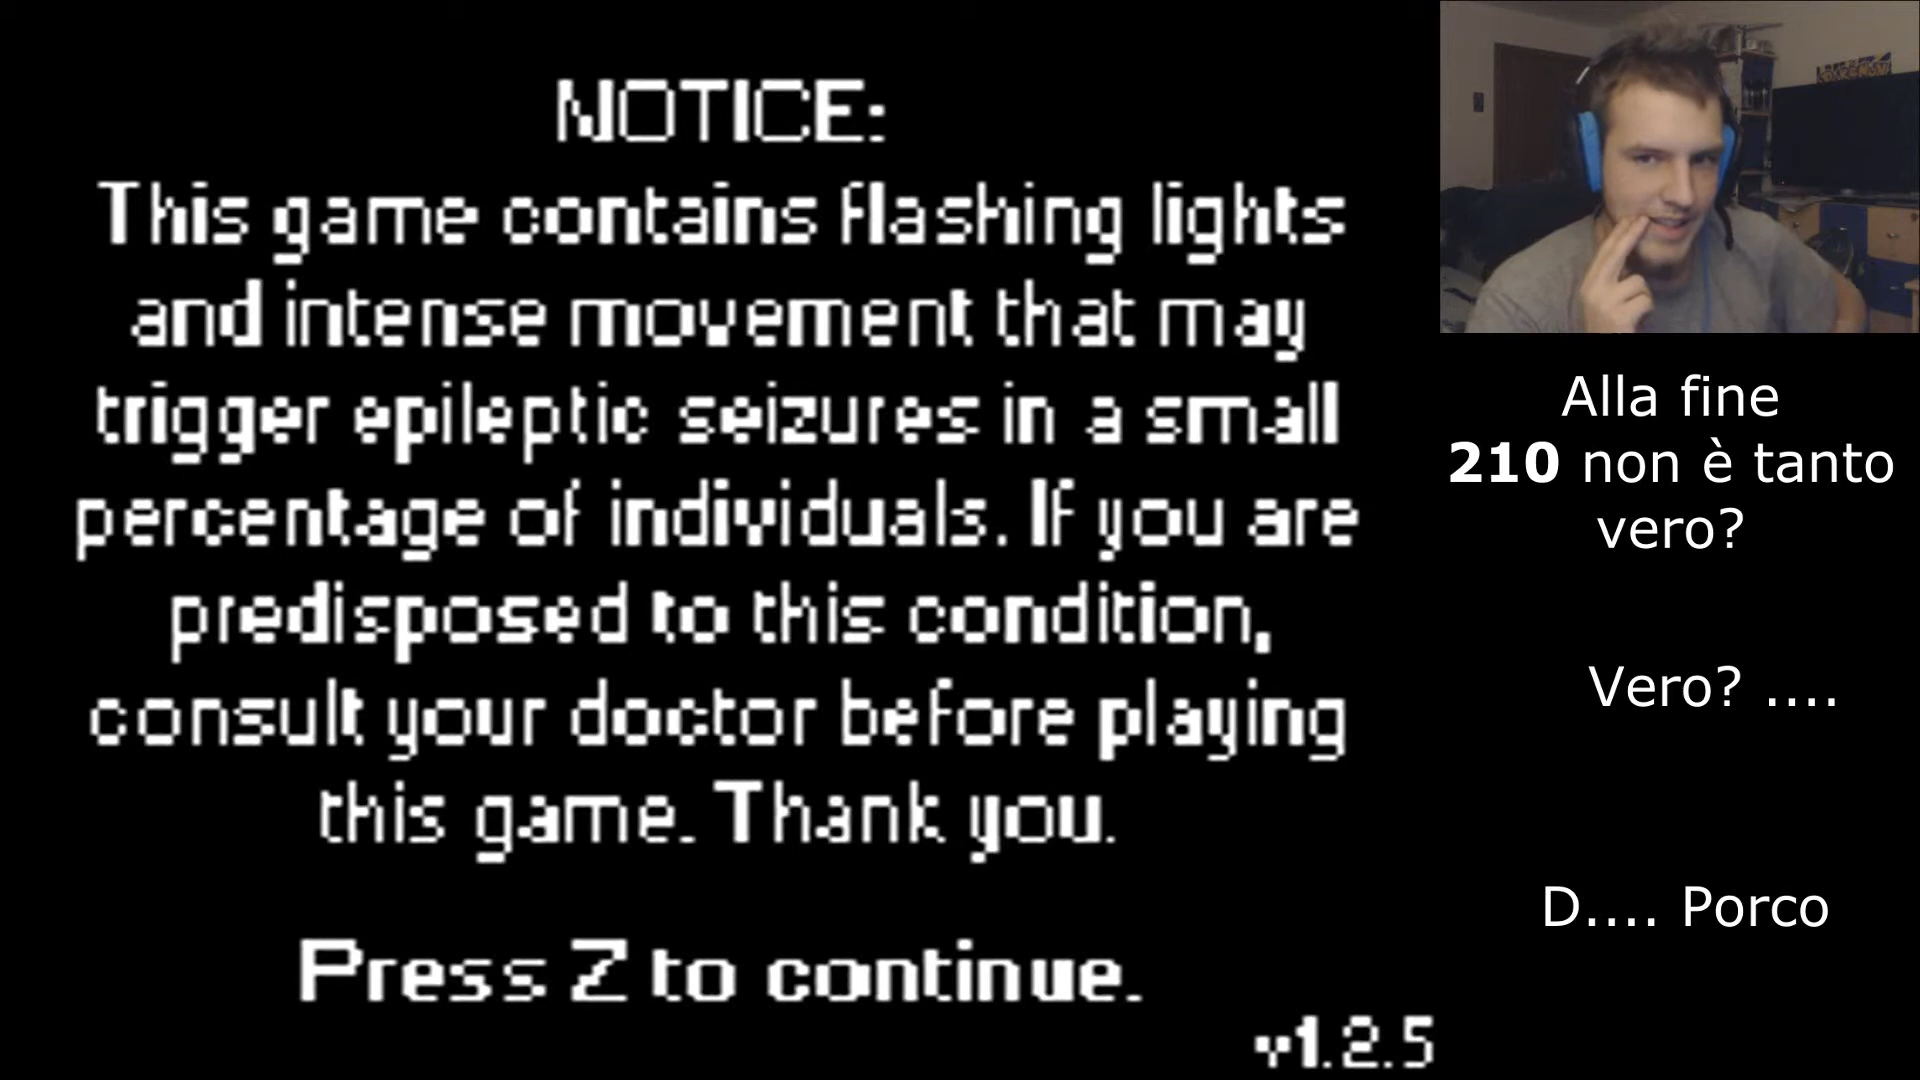 NOTICE:
This game contains flashing lights
and intense movement that may
trigger epileptic seizures in a small
percentage of individuals. If you are
predisposed to this condition,
consult your doctor before playing
this game. Thank you.
Press Z to continue.
v1.2.5
Alla fine
210 non è tanto
vero?
Vero? ....
D.... Porco